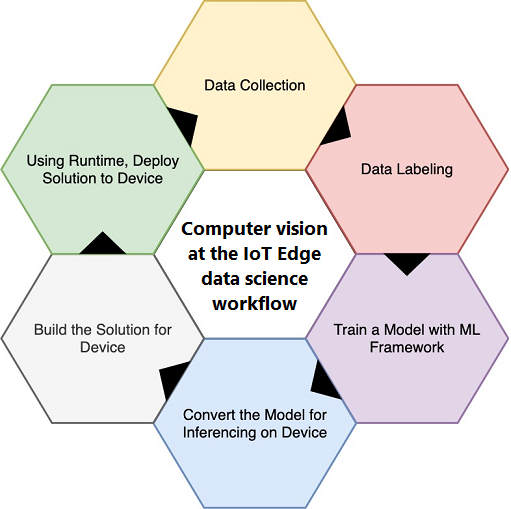 Data Collection
Data Labeling
Train a Model with ML
Framework
Convert the Model for
Inferencing on Device
Build the Solution for
Device
Using Runtime, Deploy
Solution to Device
Computer vision
at the IoT Edge
data science
workflow